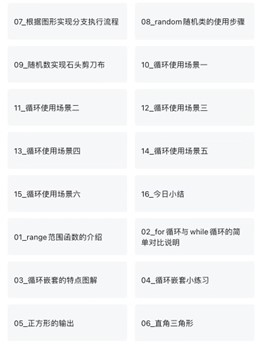 07_根据图形实现分支执行流程
08_random随机类的使用步骤
09_随机数实现石头剪刀布
10_循环使用场景一
11_循环使用场景二
12_循环使用场景三
13_循环使用场景四
14_循环使用场景五
15_循环使用场景六
16_今日小结
01_range范围函数的介绍
02_for循环与while循环的简
单对比说明
03_循环嵌套的特点图解
04_循环嵌套小练习
05_正方形的输出
06_直角三角形